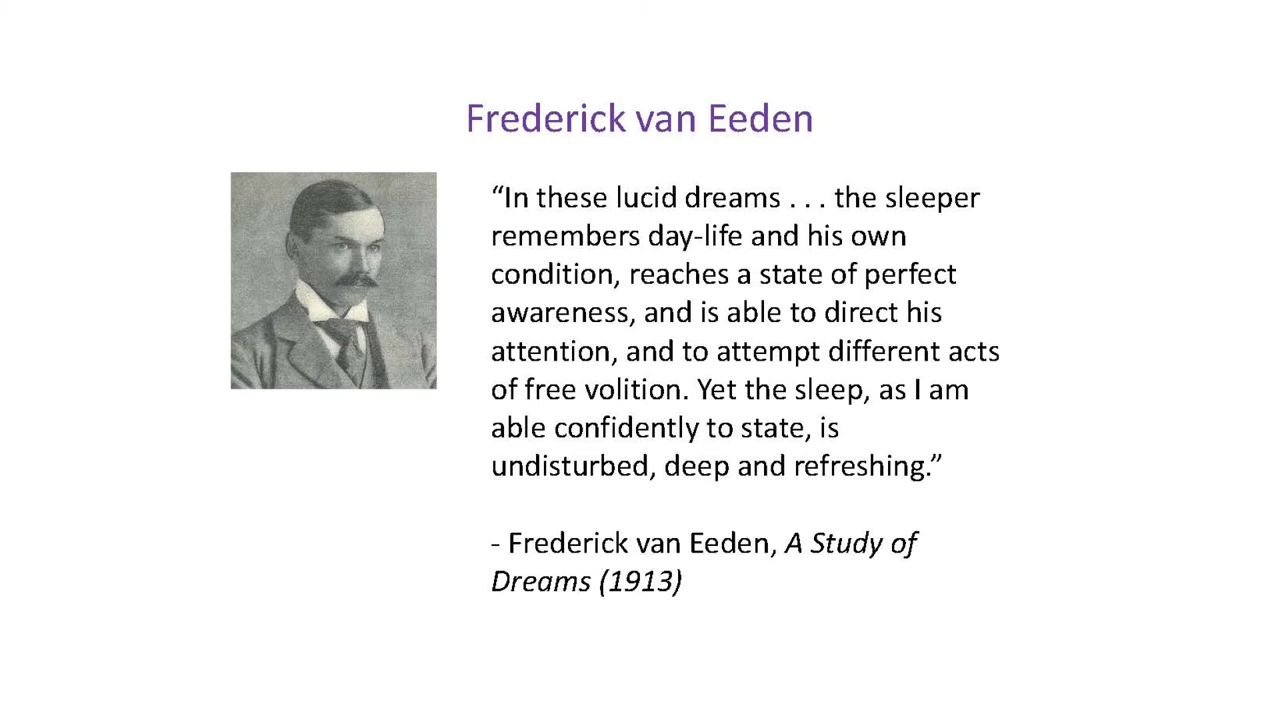 Frederick van Eeden
“In these lucid dreams . . . the sleeper
remembers day-life and his own
condition, reaches a state of perfect
awareness, and is able to direct his
attention, and to attempt different acts
of free volition. Yet the sleep, as I am
able confidently to state, is
undisturbed, deep and refreshing.”
- Frederick van Eeden, A Study of
Dreams (1913)